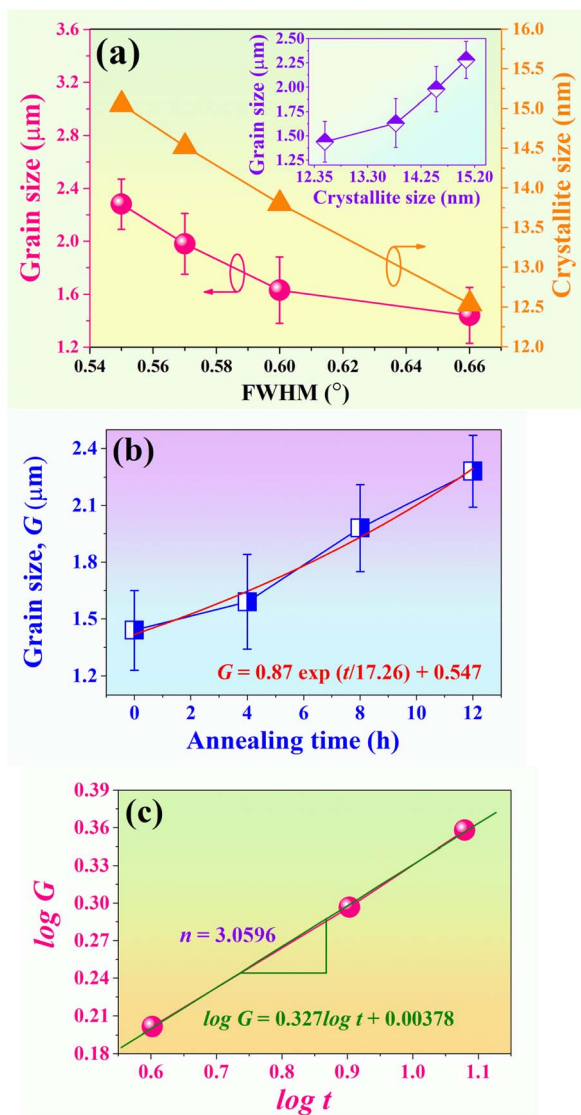 (a)
Grain size (μm)
3.6
3.2
2.8
2.4
2.0
1.6
1.2
Crystallite size (nm)
16.0
15.5
15.0
14.5
14.0
13.5
13.0
12.5
12.0
Grain size (μm)
2.50
2.25
2.00
1.75
1.50
1.25
12.35 13.30 14.25 15.20
Crystallite size (nm)
0.54 0.56 0.58 0.60 0.62 0.64 0.66
FWHM (°)
(b)
Grain size, G (μm)
2.4
2.1
1.8
1.5
1.2
G = 0.87 exp (t/17.26) + 0.547
0 2 4 6 8 10 12
Annealing time (h)
(c)
log G
0.39
0.36
0.33
0.30
0.27
0.24
0.21
0.18
n = 3.0596
log G = 0.327log t + 0.00378
0.6 0.7 0.8 0.9 1.0 1.1
log t